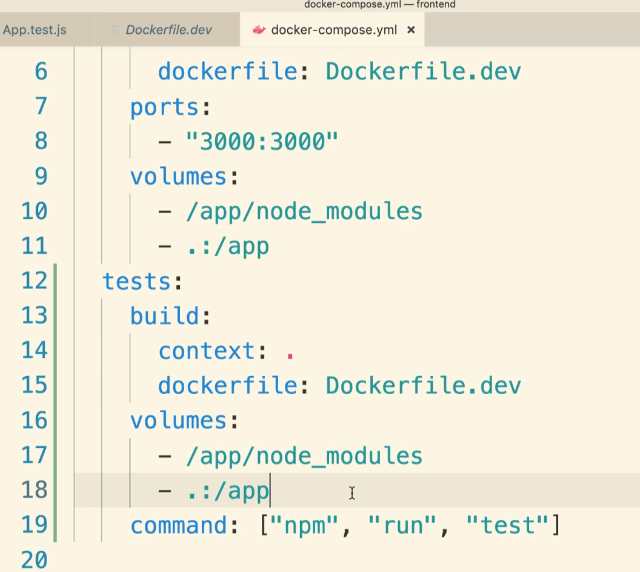 docker-compose.yml — frontend
App.test.js Dockerfile.dev docker-compose.yml ×
6 dockerfile: Dockerfile.dev
7 ports:
8 - "3000:3000"
9 volumes:
10 - /app/node_modules
11 - .:/app
12 tests:
13 build:
14 context: .
15 dockerfile: Dockerfile.dev
16 volumes:
17 - /app/node_modules
18 - .:/app
19 command: ["npm", "run", "test"]
20